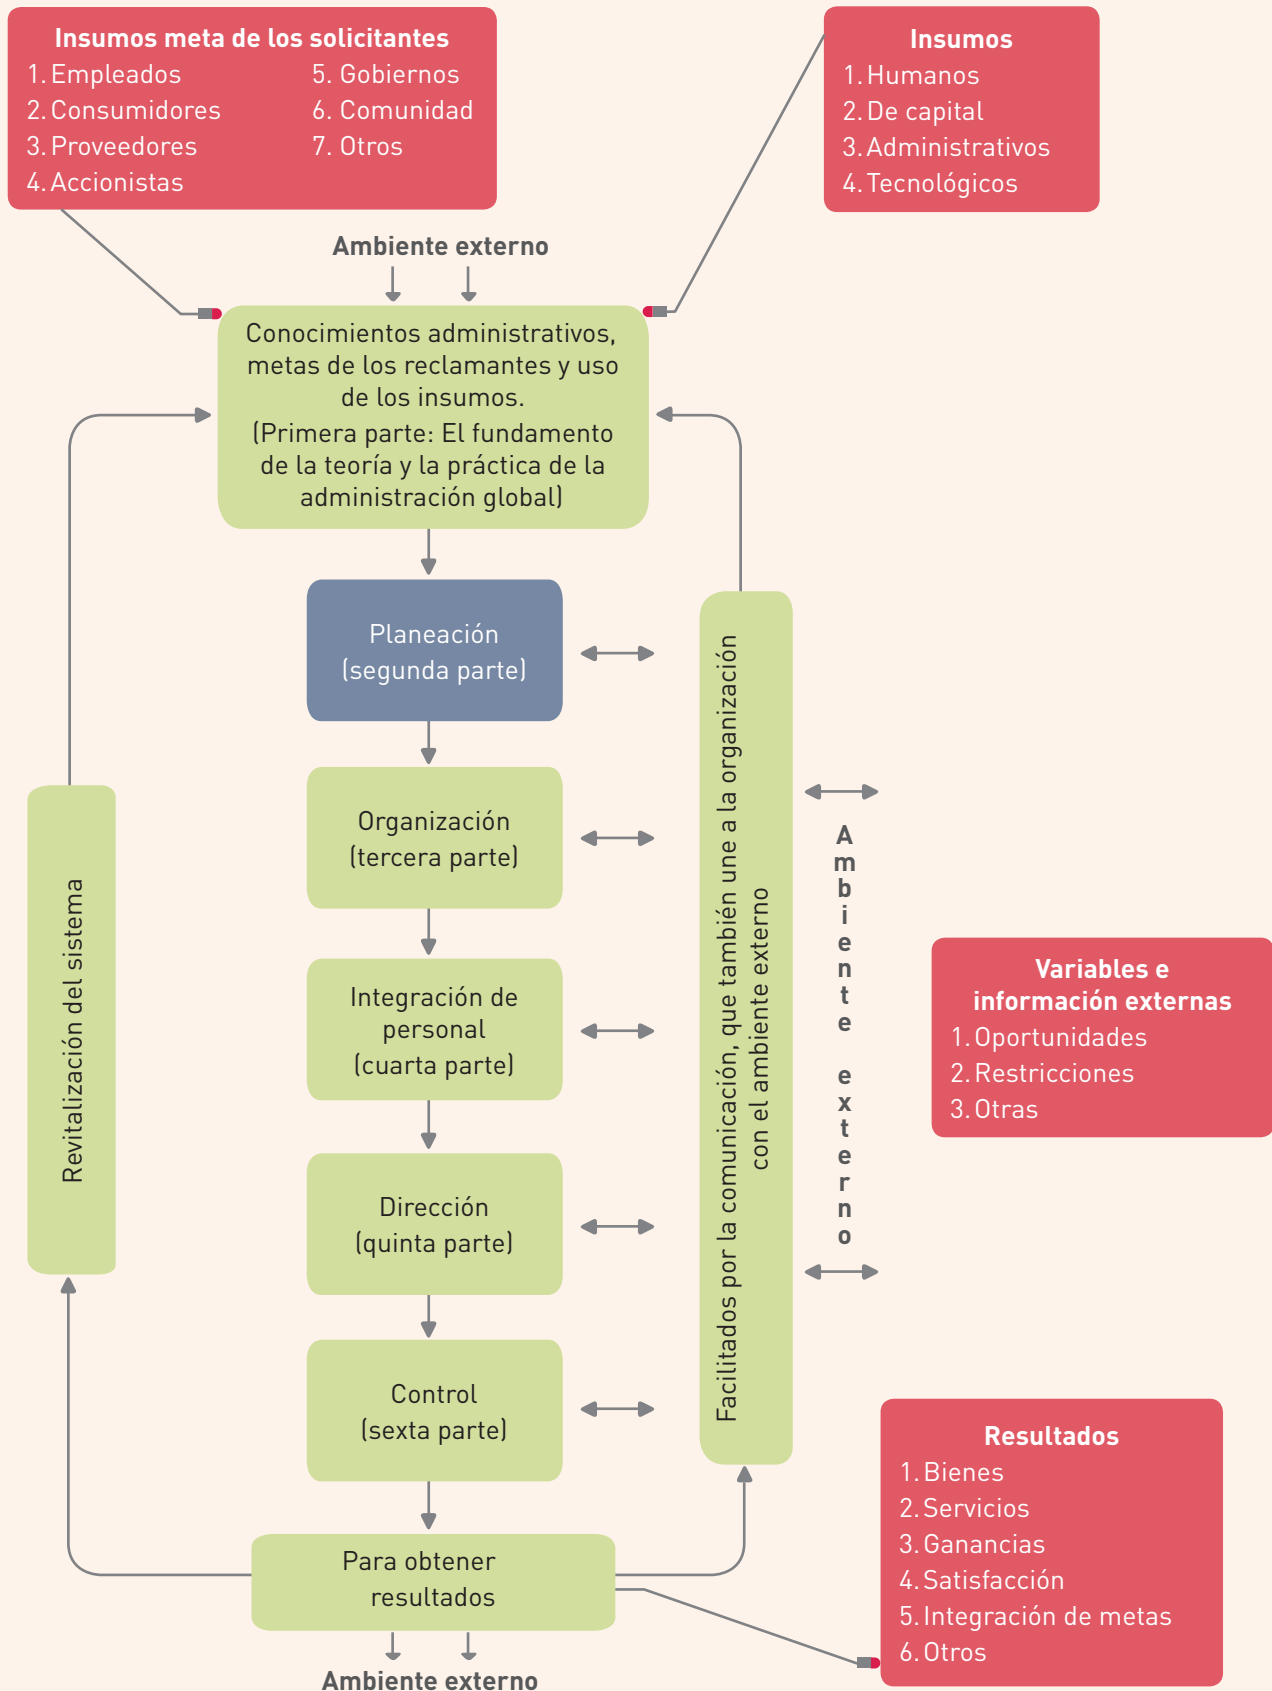 Insumos meta de los solicitantes
1. Empleados
2. Consumidores
3. Proveedores
4. Accionistas
5. Gobiernos
6. Comunidad
7. Otros
Insumos
1. Humanos
2. De capital
3. Administrativos
4. Tecnológicos
Ambiente externo
Conocimientos administrativos,
metas de los reclamantes y uso
de los insumos.
(Primera parte: El fundamento
de la teoría y la práctica de la
administración global)
Planeación
(segunda parte)
Organización
(tercera parte)
Integración de
personal
(cuarta parte)
Dirección
(quinta parte)
Control
(sexta parte)
Para obtener
resultados
Ambiente externo
Revitalización del sistema
Facilitados por la comunicación, que también une a la organización
con el ambiente externo
Ambiente externo
Variables e
información externas
1. Oportunidades
2. Restricciones
3. Otras
Resultados
1. Bienes
2. Servicios
3. Ganancias
4. Satisfacción
5. Integración de metas
6. Otros